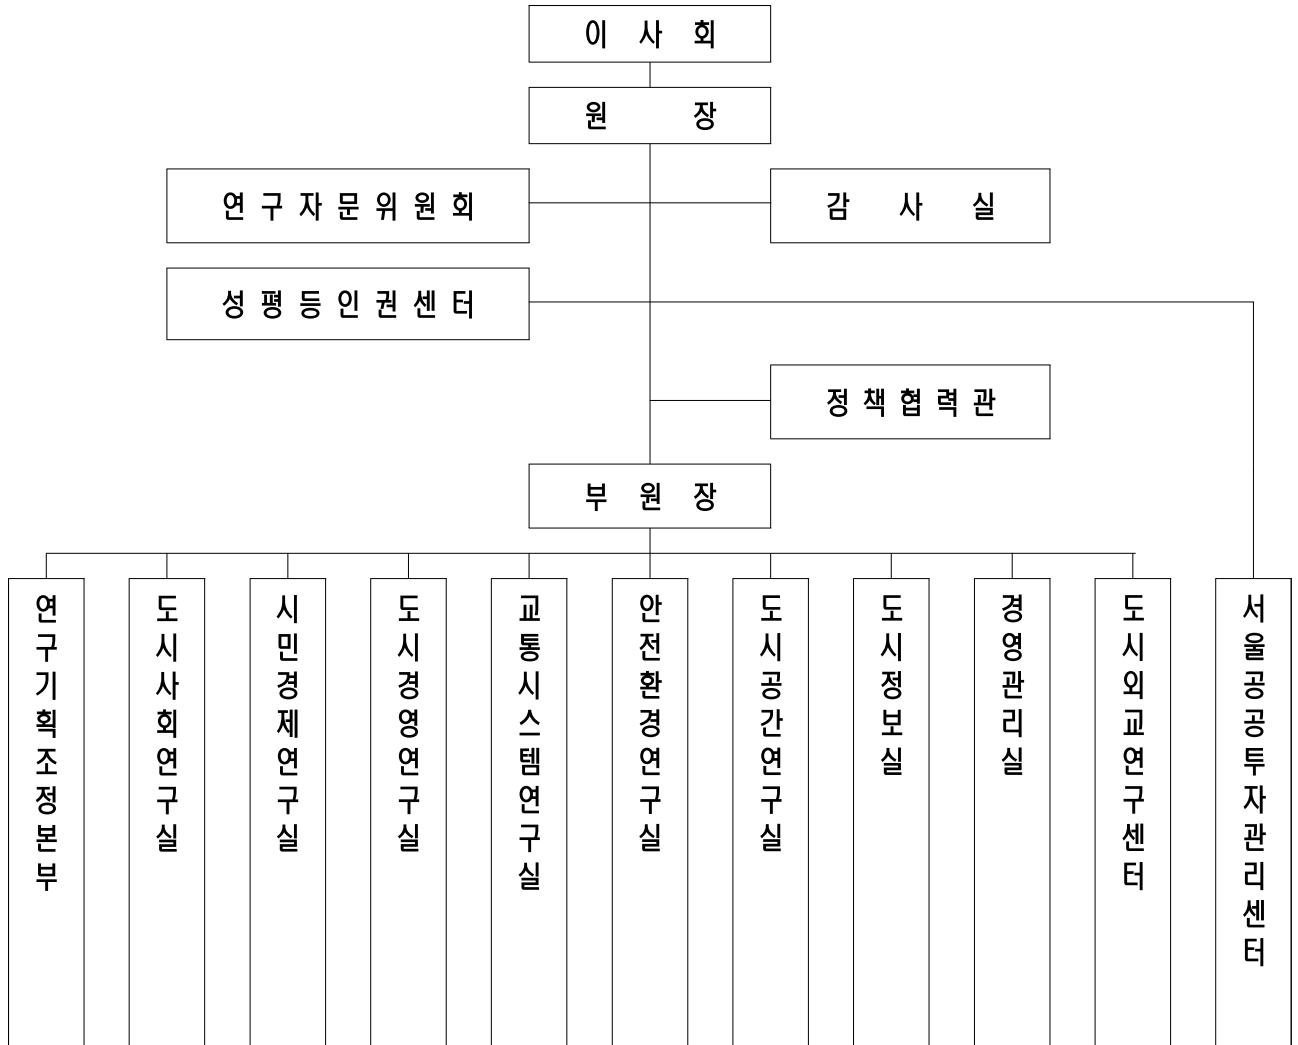 이 사 회
원 장
연구자문위원회
감 사 실
성평등인권센터
정책협력관
부 원 장
연구기획조정본부
도시사회연구실
시민경제연구실
도시경영연구실
교통시스템연구실
안전환경연구실
도시공간연구실
도시정보실
경영관리실
도시외교연구센터
서울공공투자관리센터